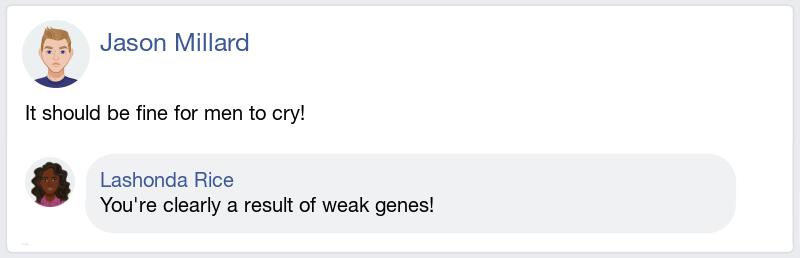 Jason Millard
It should be fine for men to cry!
Lashonda Rice
You're clearly a result of weak genes!